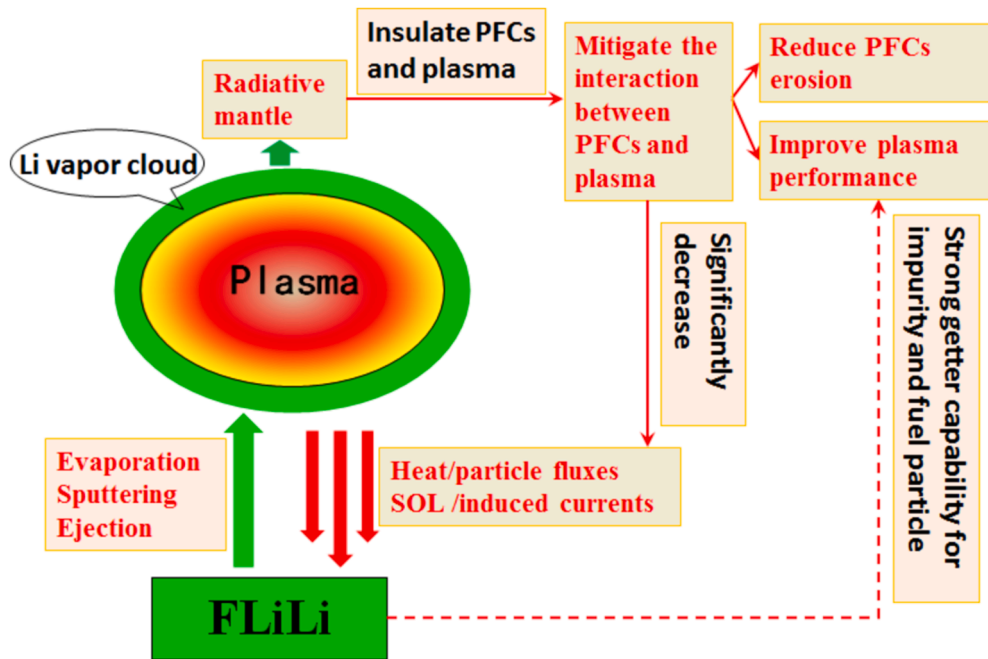 Insulate PFCs
and plasma
Mitigate the
interaction
between
PFCs and
plasma
Reduce PFCs
erosion
Radiative
mantle
Improve plasma
performance
Li vapor cloud
Plasma
Significantly
decrease
Strong getter capability for
impurity and fuel particle
Evaporation
Sputtering
Ejection
Heat/particle fluxes
SOL /induced currents
FLiLi